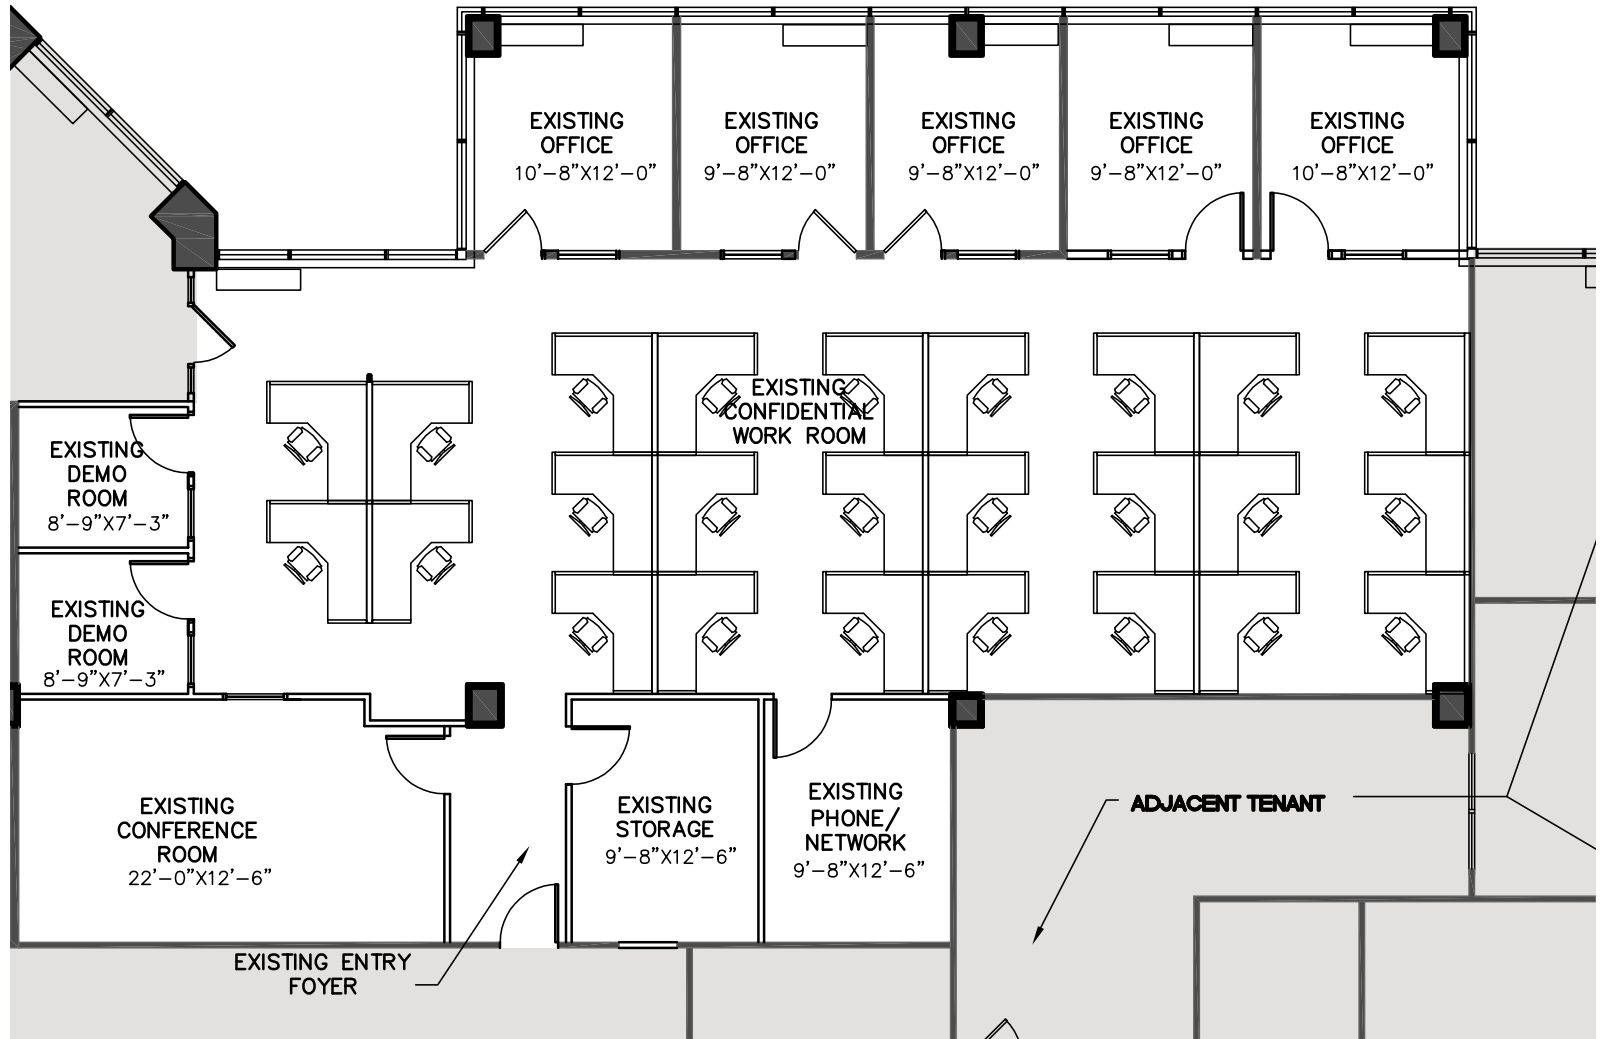 EXISTING
OFFICE
10'-8"X12'-0"
EXISTING
OFFICE
9'-8"X12'-0"
EXISTING
OFFICE
9'-8"X12'-0"
EXISTING
OFFICE
9'-8"X12'-0"
EXISTING
OFFICE
10'-8"X12'-0"
EXISTING
CONFIDENTIAL
WORK ROOM
EXISTING
DEMO
ROOM
8'-9"X7'-3"
EXISTING
DEMO
ROOM
8'-9"X7'-3"
EXISTING
CONFERENCE
ROOM
22'-0"X12'-6"
EXISTING
STORAGE
9'-8"X12'-6"
EXISTING
PHONE/
NETWORK
9'-8"X12'-6"
ADJACENT TENANT
EXISTING ENTRY
FOYER